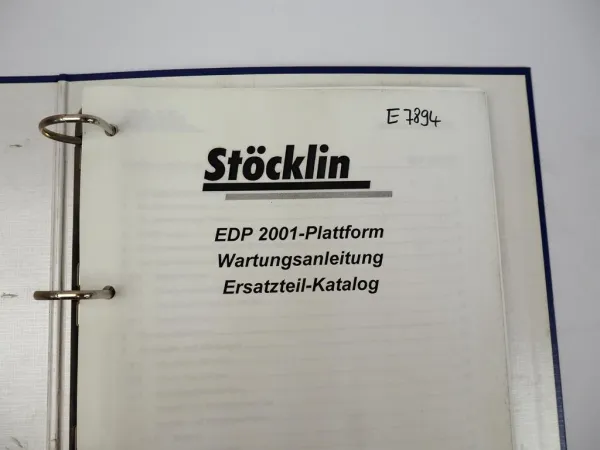 E 7894
Stöcklin
EDP 2001-Plattform
Wartungsanleitung
Ersatzteil-Katalog